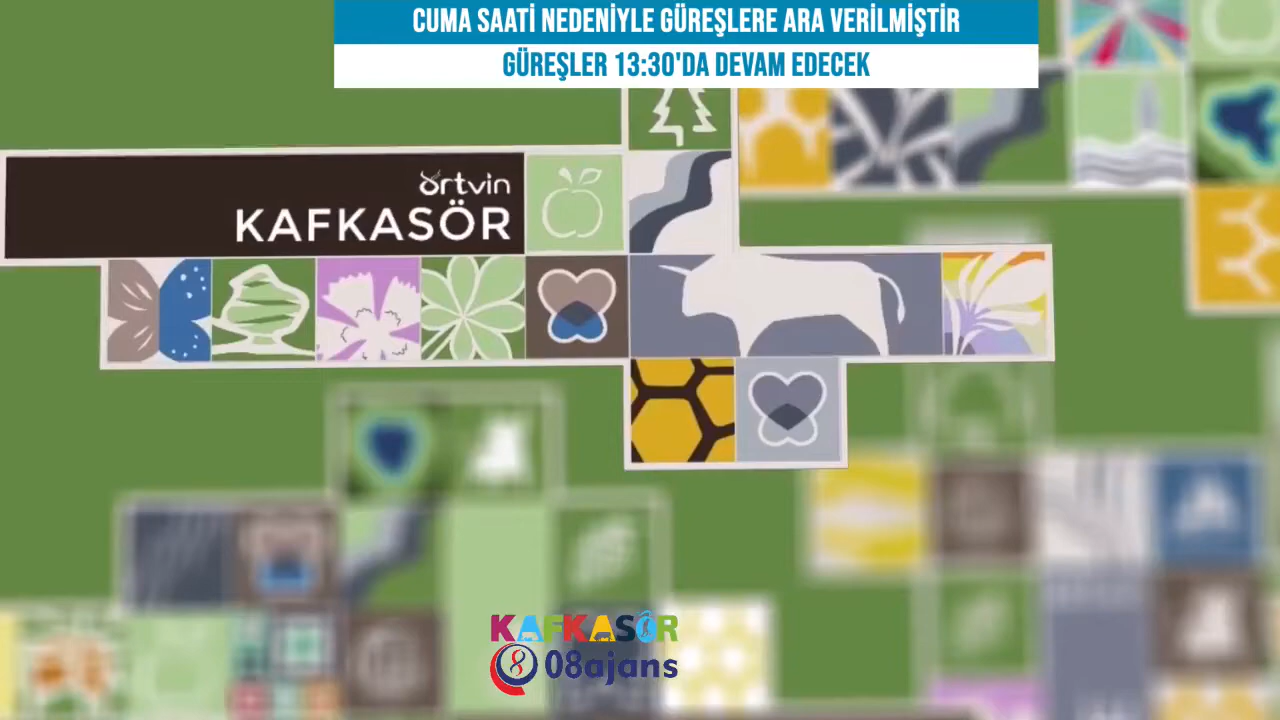 CUMA SAATİ NEDENİYLE GÜREŞLERE ARA VERİLMİŞTİR
GÜREŞLER 13:30'DA DEVAM EDECEK
artvin
KAFKASÖR
KAFKASÖR
08ajans